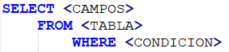 SELECT <CAMPOS>
FROM <TABLA>
WHERE <CONDICION>